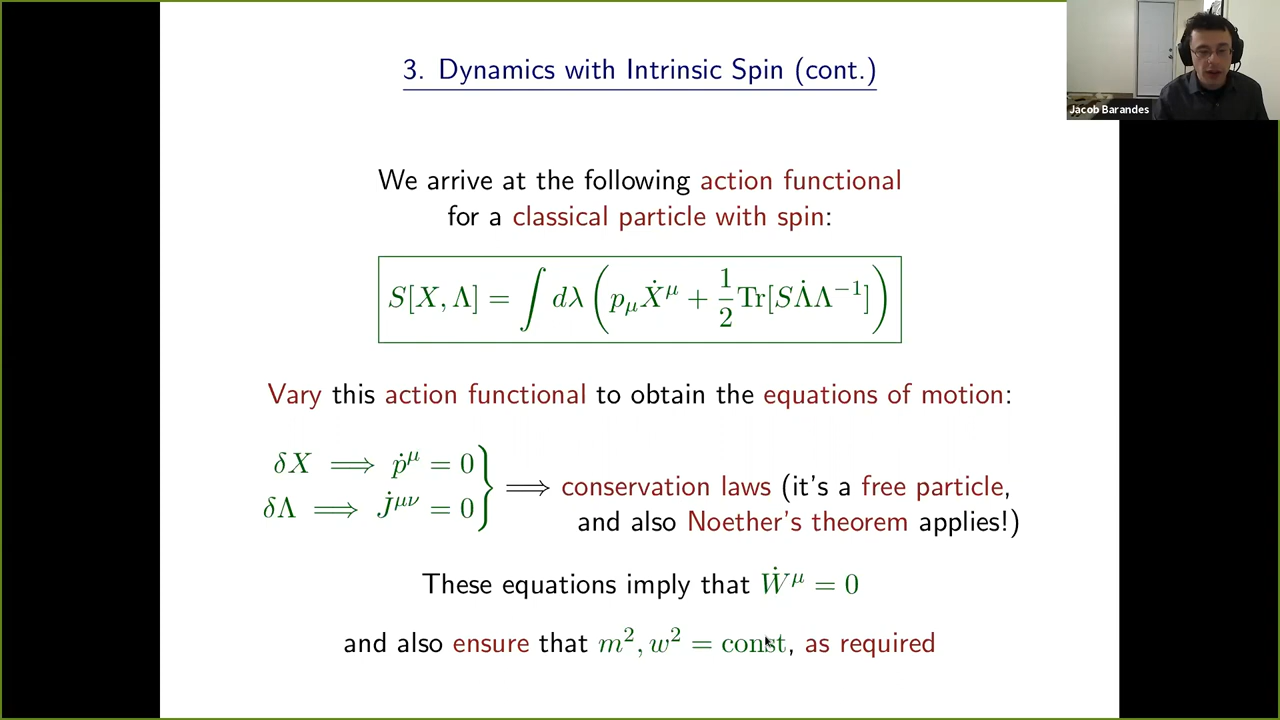 3. Dynamics with Intrinsic Spin (cont.)
Jacob Barandes
We arrive at the following action functional
for a classical particle with spin:
S[X, Λ] = ∫ dλ (p_μ Ẋ^μ + 1/2 Tr[SΛ̇Λ^−1])
Vary this action functional to obtain the equations of motion:
δX ⟹ ṗ^μ = 0
δΛ ⟹ J̇^μν = 0
} ⟹ conservation laws (it's a free particle,
and also Noether's theorem applies!)
These equations imply that Ẇ^μ = 0
and also ensure that m², w² = const, as required